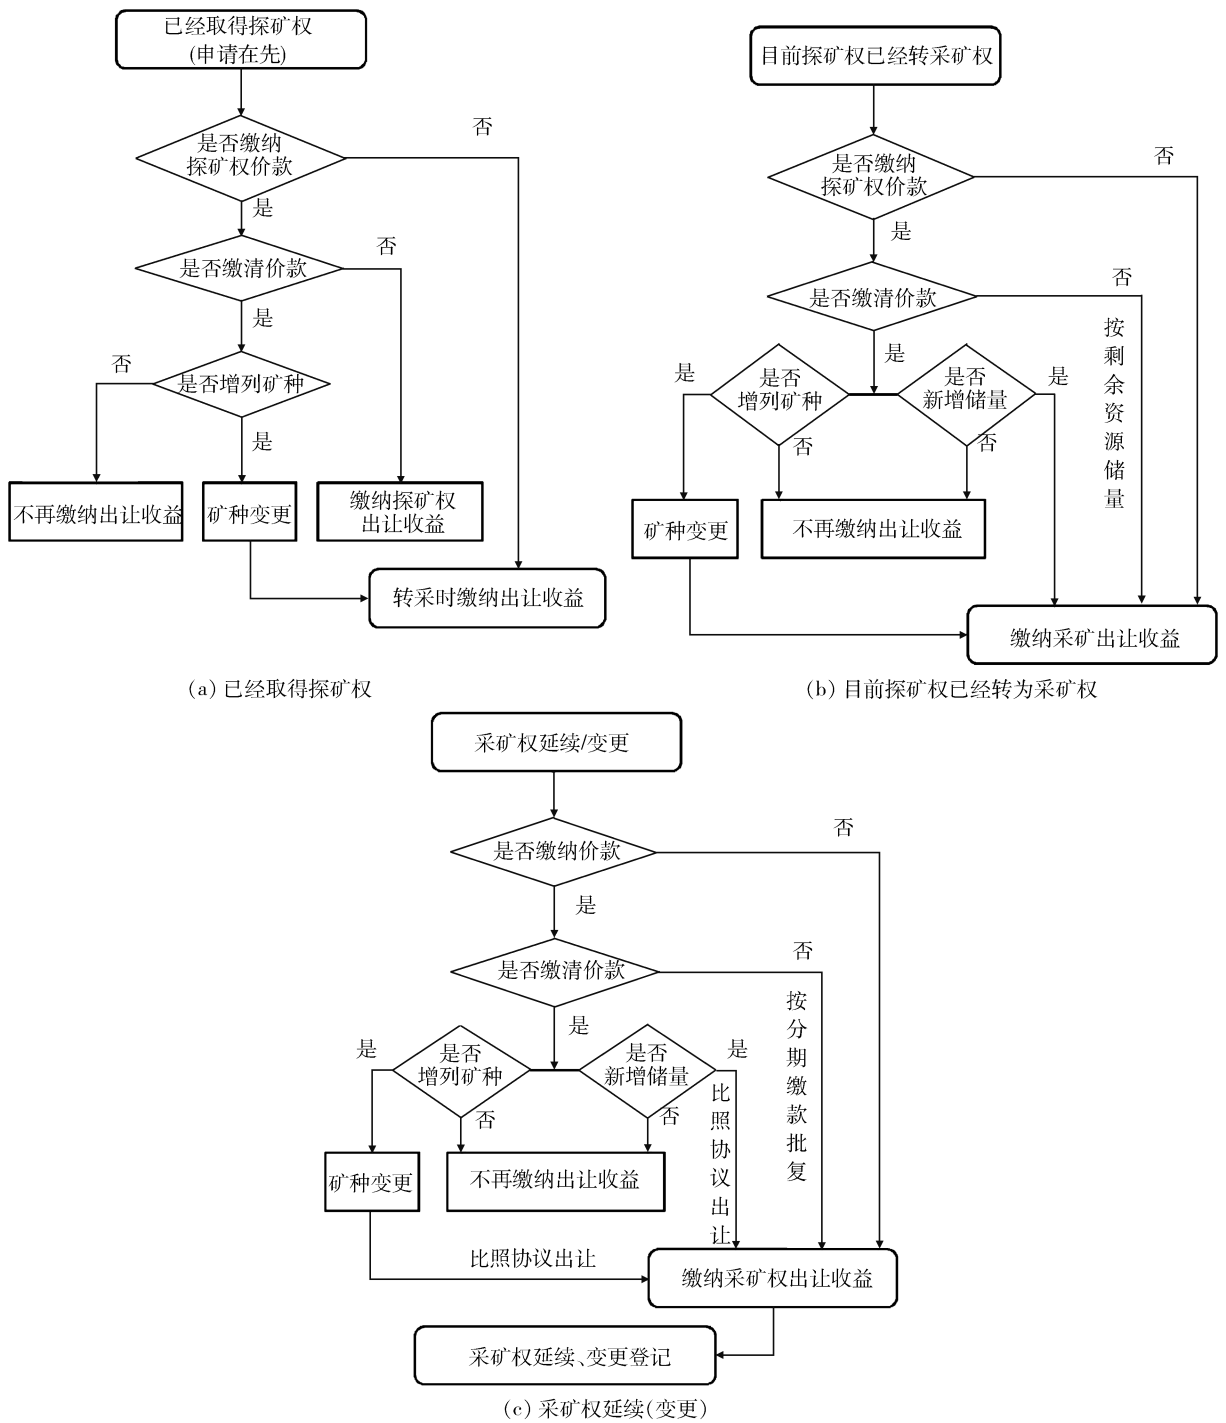 已经取得探矿权
(申请在先)
是否缴纳
探矿权价款
否
是
是否缴清价款
否
是
是否增列矿种
否
是
不再缴纳出让收益
矿种变更
缴纳探矿权
出让收益
转采时缴纳出让收益
(a) 已经取得探矿权
目前探矿权已经转采矿权
是否缴纳
探矿权价款
否
是
是否缴清价款
否
按剩余资源储量
是
是否
增列矿种
是
否
是否
新增储量
是
否
矿种变更
不再缴纳出让收益
缴纳采矿出让收益
(b) 目前探矿权已经转为采矿权
采矿权延续/变更
是否缴纳价款
否
是
是否缴清价款
否
按分期缴款批复
是
是否
增列矿种
是
否
是否
新增储量
是
否
比照协议出让
矿种变更
不再缴纳出让收益
比照协议出让
缴纳采矿权出让收益
采矿权延续、变更登记
(c) 采矿权延续(变更)